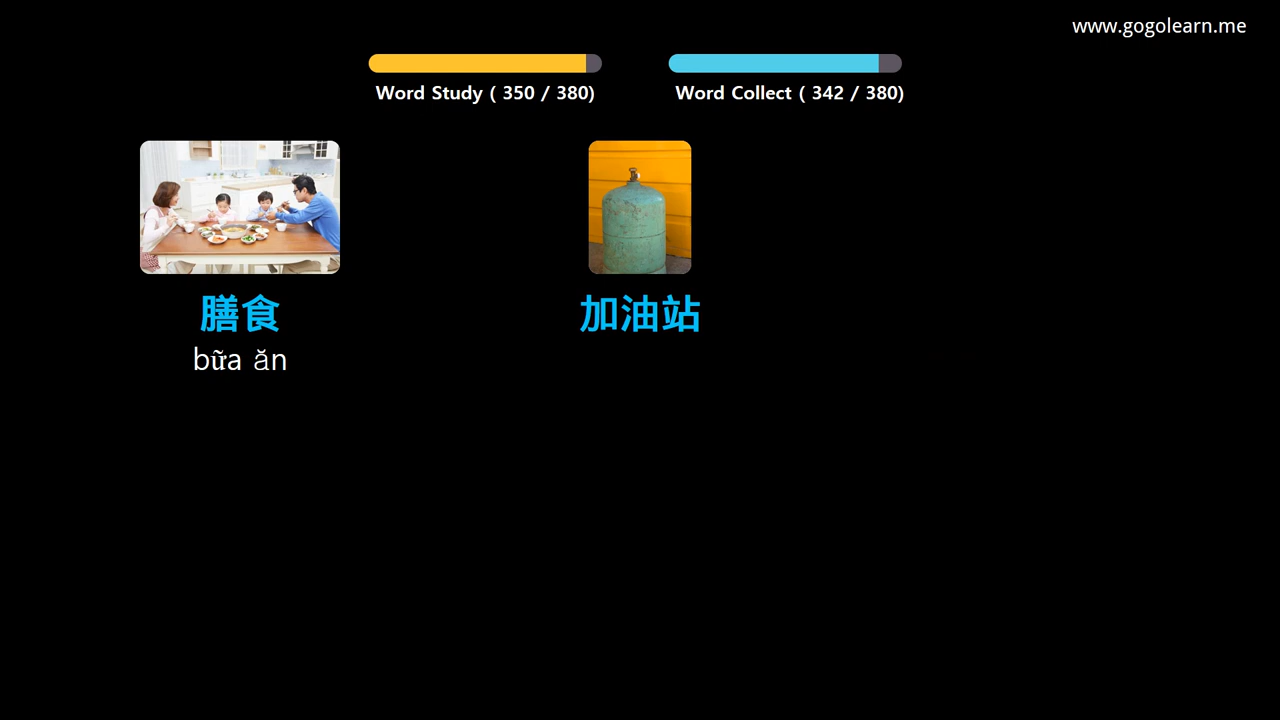 www.gogolearn.me
Word Study ( 350 / 380)
Word Collect ( 342 / 380)
膳食
加油站
bữa ăn